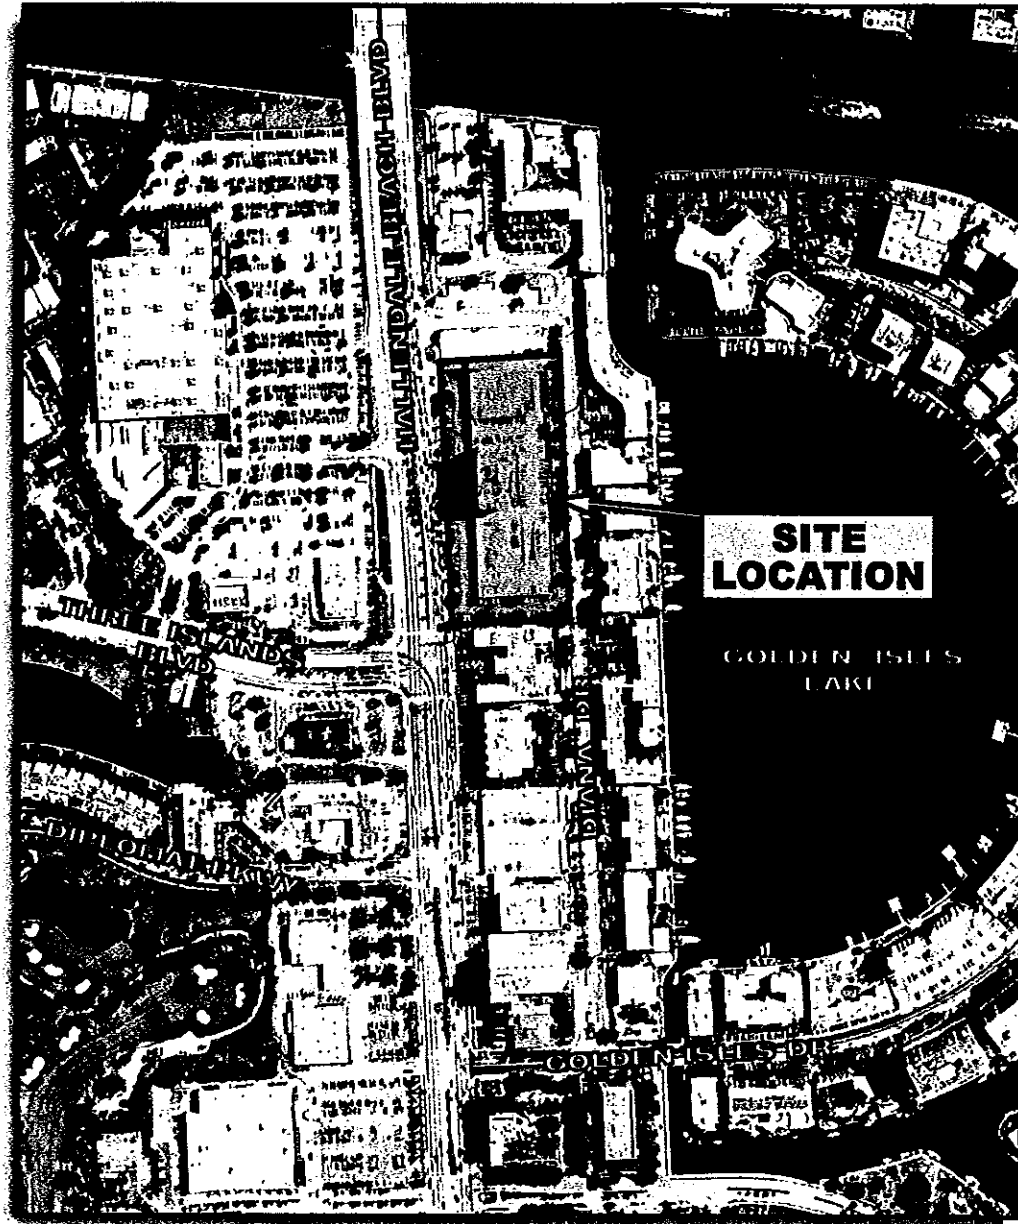 HALLANDALE BEACH BLVD
SITE
LOCATION
THREE ISLANDS
BLVD
GOLDEN ISLES
LAKE
DIANA DR
E DIPLOMAT PKWY
GOLDEN ISLES DR